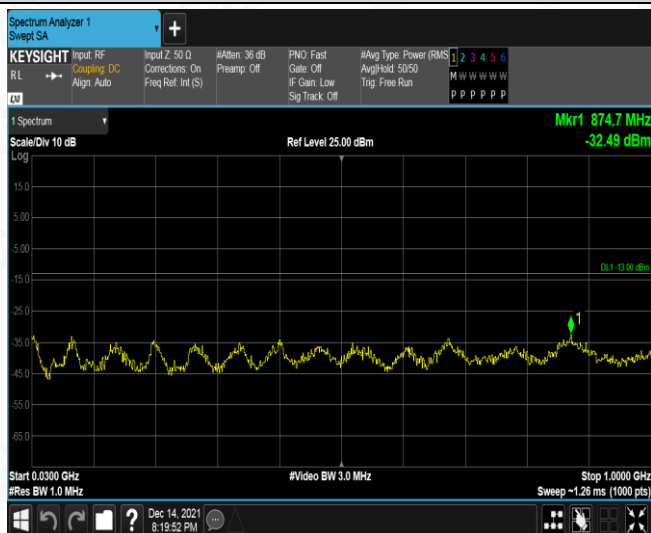 Spectrum Analyzer 1
Swept SA
+
KEYSIGHT
RL
LXI
Input: RF
Coupling: DC
Align: Auto
Input Z: 50 Ω
Corrections: On
Freq Ref: Int (S)
#Atten: 36 dB
Preamp: Off
PNO: Fast
Gate: Off
IF Gain: Low
Sig Track: Off
#Avg Type: Power (RMS
Avg|Hold: 50/50
Trig: Free Run
1 2 3 4 5 6
M W W W W W
P P P P P P
1 Spectrum
Scale/Div 10 dB
Ref Level 25.00 dBm
Mkr1 874.7 MHz
-32.49 dBm
Log
15.0
5.00
-5.00
DL1 -13.00 dBm
-15.0
-25.0
1
-35.0
-45.0
-55.0
-65.0
Start 0.0300 GHz
#Video BW 3.0 MHz
Stop 1.0000 GHz
#Res BW 1.0 MHz
Sweep ~1.26 ms (1000 pts)
?
Dec 14, 2021
8:19:52 PM